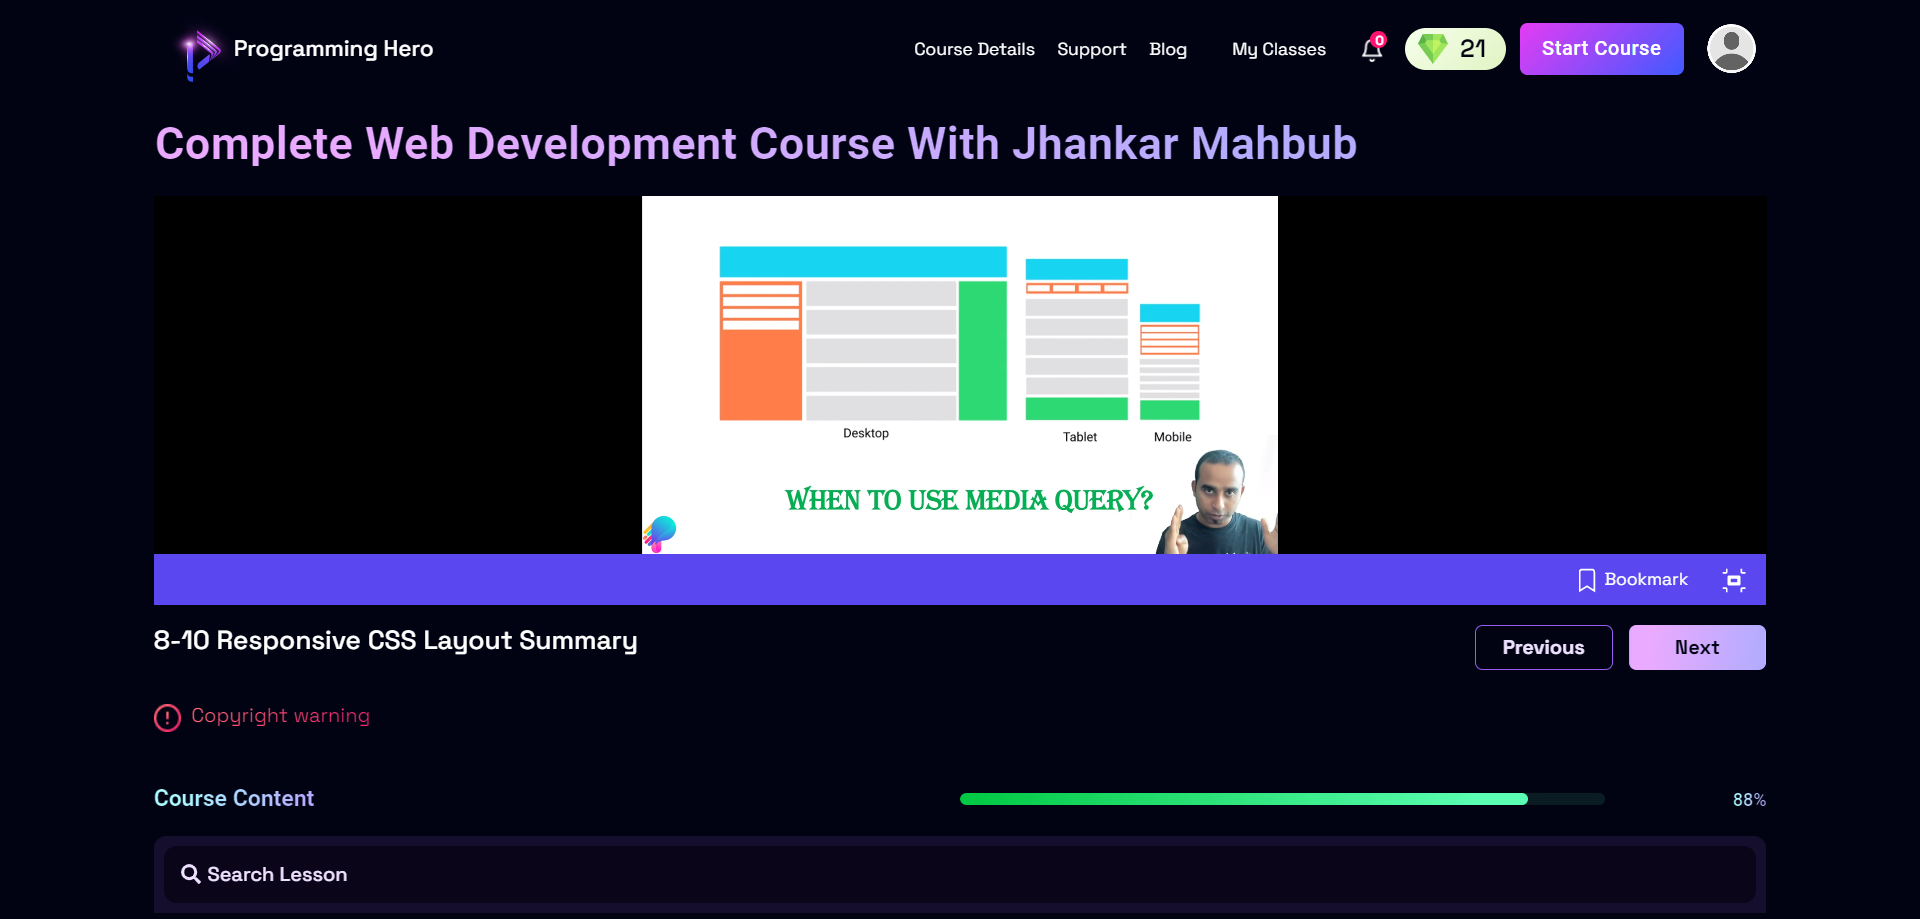 Programming Hero
Course Details
Support
Blog
My Classes
0
21
Start Course
Complete Web Development Course With Jhankar Mahbub
Desktop
Tablet
Mobile
WHEN TO USE MEDIA QUERY?
Bookmark
8-10 Responsive CSS Layout Summary
Previous
Next
Copyright warning
Course Content
88%
Search Lesson